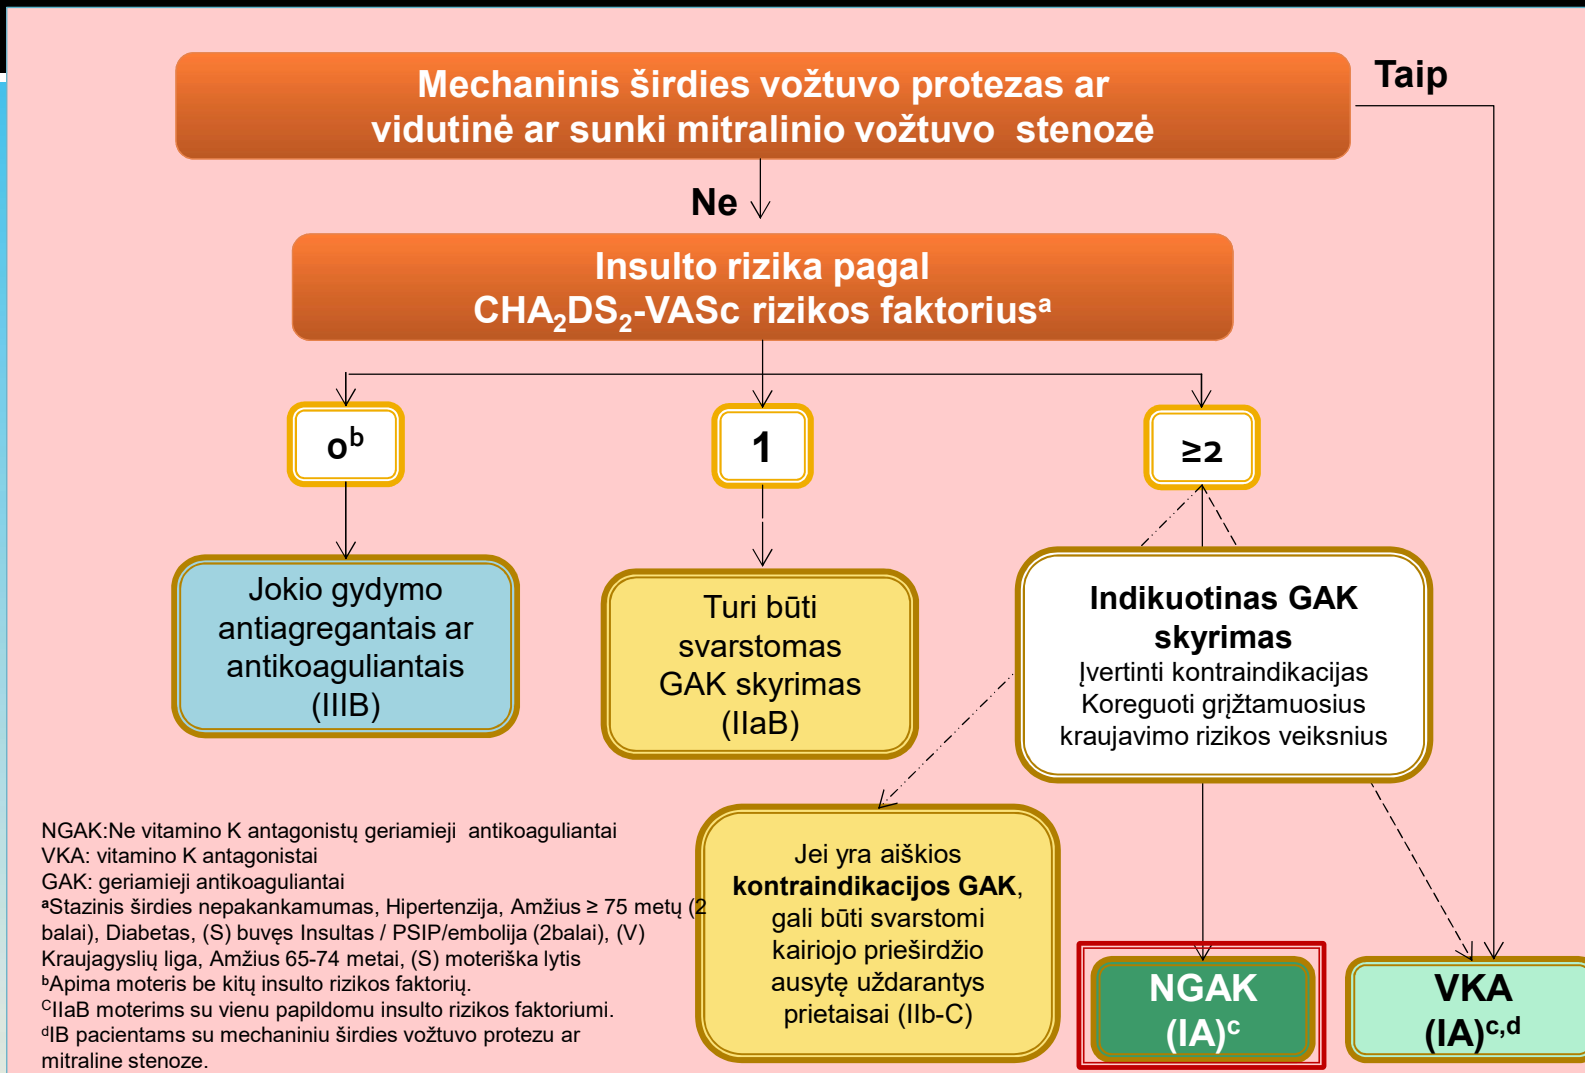 Mechaninis širdies vožtuvo protezas ar
vidutinė ar sunki mitralinio vožtuvo stenozė
Taip
Ne
Insulto rizika pagal
CHA₂DS₂-VASc rizikos faktoriusᵃ
0ᵇ
1
≥2
Jokio gydymo
antiagregantais ar
antikoaguliantais
(IIIB)
Turi būti
svarstomas
GAK skyrimas
(IIaB)
Indikuotinas GAK
skyrimas
Įvertinti kontraindikacijas
Koreguoti grįžtamuosius
kraujavimo rizikos veiksnius
Jei yra aiškios
kontraindikacijos GAK,
gali būti svarstomi
kairiojo prieširdžio
ausytę uždarantys
prietaisai (IIb-C)
NGAK
(IA)ᶜ
VKA
(IA)ᶜ,ᵈ
NGAK:Ne vitamino K antagonistų geriamieji antikoaguliantai
VKA: vitamino K antagonistai
GAK: geriamieji antikoaguliantai
ᵃStazinis širdies nepakankamumas, Hipertenzija, Amžius ≥ 75 metų (2
balai), Diabetas, (S) buvęs Insultas / PSIP/embolija (2balai), (V)
Kraujagyslių liga, Amžius 65-74 metai, (S) moteriška lytis
ᵇApima moteris be kitų insulto rizikos faktorių.
ᶜIIaB moterims su vienu papildomu insulto rizikos faktoriumi.
ᵈIB pacientams su mechaniniu širdies vožtuvo protezu ar
mitraline stenoze.